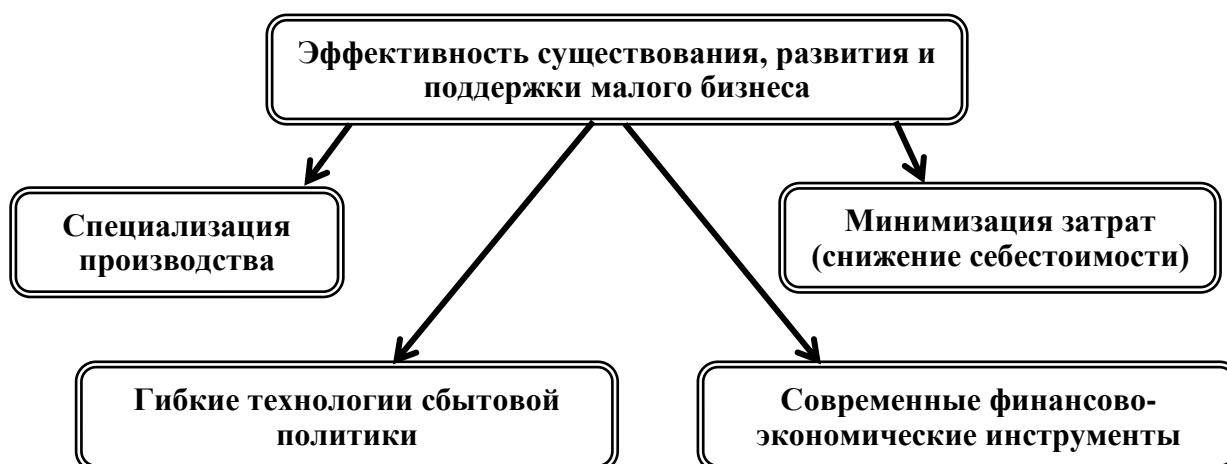 Эффективность существования, развития и
поддержки малого бизнеса
Специализация
производства
Минимизация затрат
(снижение себестоимости)
Гибкие технологии сбытовой
политики
Современные финансово-
экономические инструменты